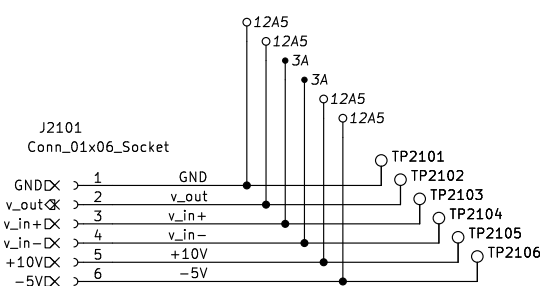 12A5
12A5
3A
3A
12A5
12A5
J2101
Conn_01x06_Socket
TP2101
TP2102
TP2103
TP2104
TP2105
TP2106
GND 1 GND
v_out 2 v_out
v_in+ 3 v_in+
v_in- 4 v_in-
+10V 5 +10V
-5V 6 -5V